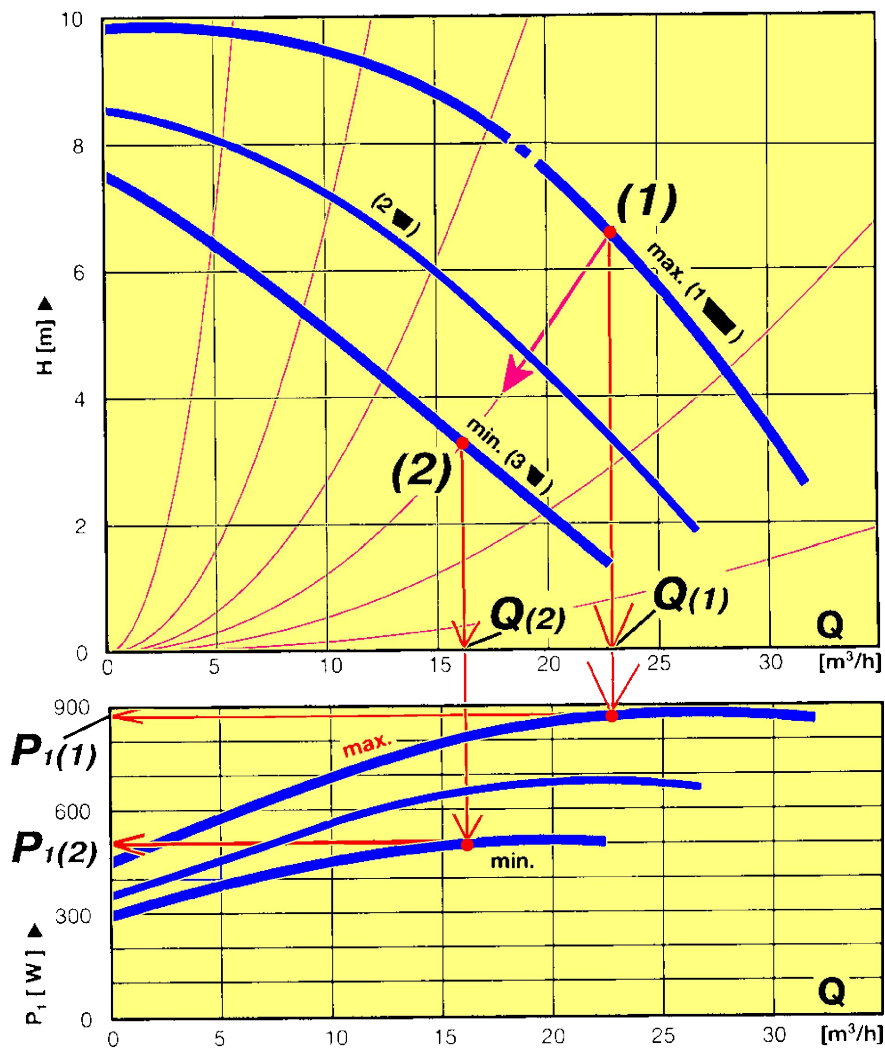 10
8
6
4
2
0
H [m]
(1)
(2)
max. (1
(2 )
min. (3 )
(2)
Q(2)
Q(1)
Q
0 5 10 15 20 25 30 [m³/h]
900
600
300
0
P₁(1)
P₁(2)
P₁ [W]
max.
min.
Q
0 5 10 15 20 25 30 [m³/h]